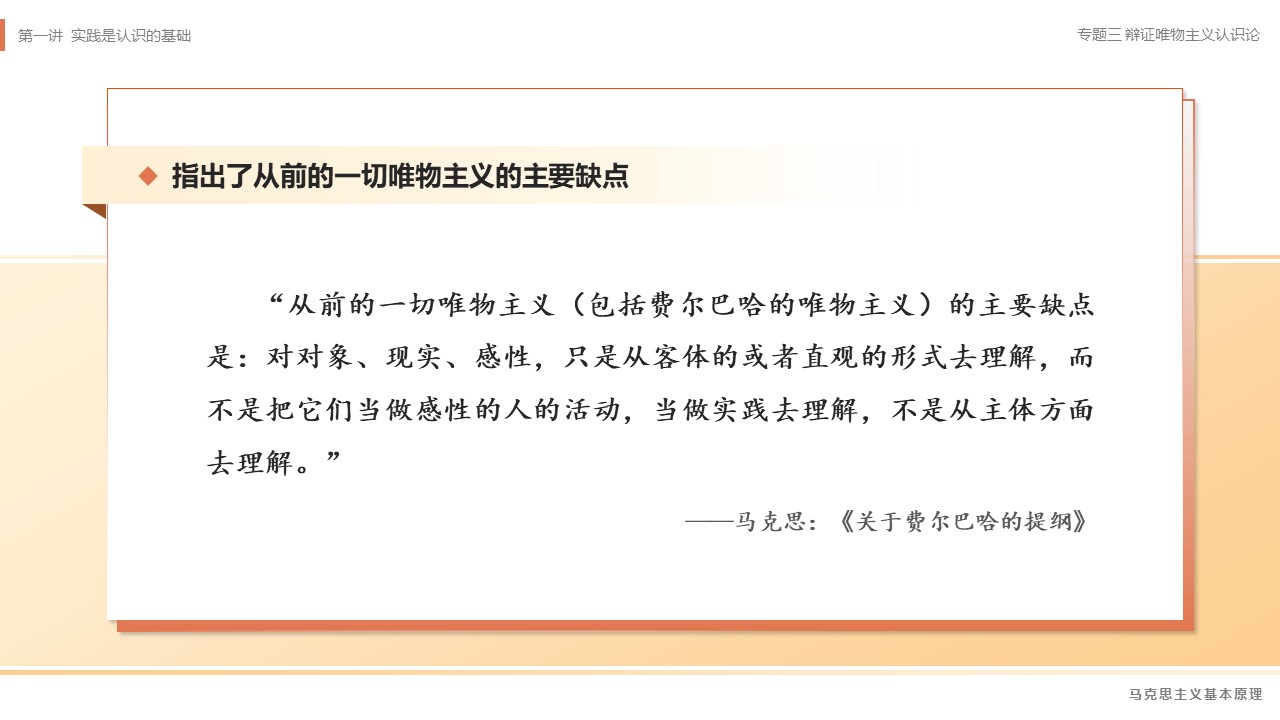 第一讲 实践是认识的基础
专题三 辩证唯物主义认识论
指出了从前的一切唯物主义的主要缺点
“从前的一切唯物主义（包括费尔巴哈的唯物主义）的主要缺点
是：对对象、现实、感性，只是从客体的或者直观的形式去理解，而
不是把它们当做感性的人的活动，当做实践去理解，不是从主体方面
去理解。”
——马克思：《关于费尔巴哈的提纲》
马克思主义基本原理